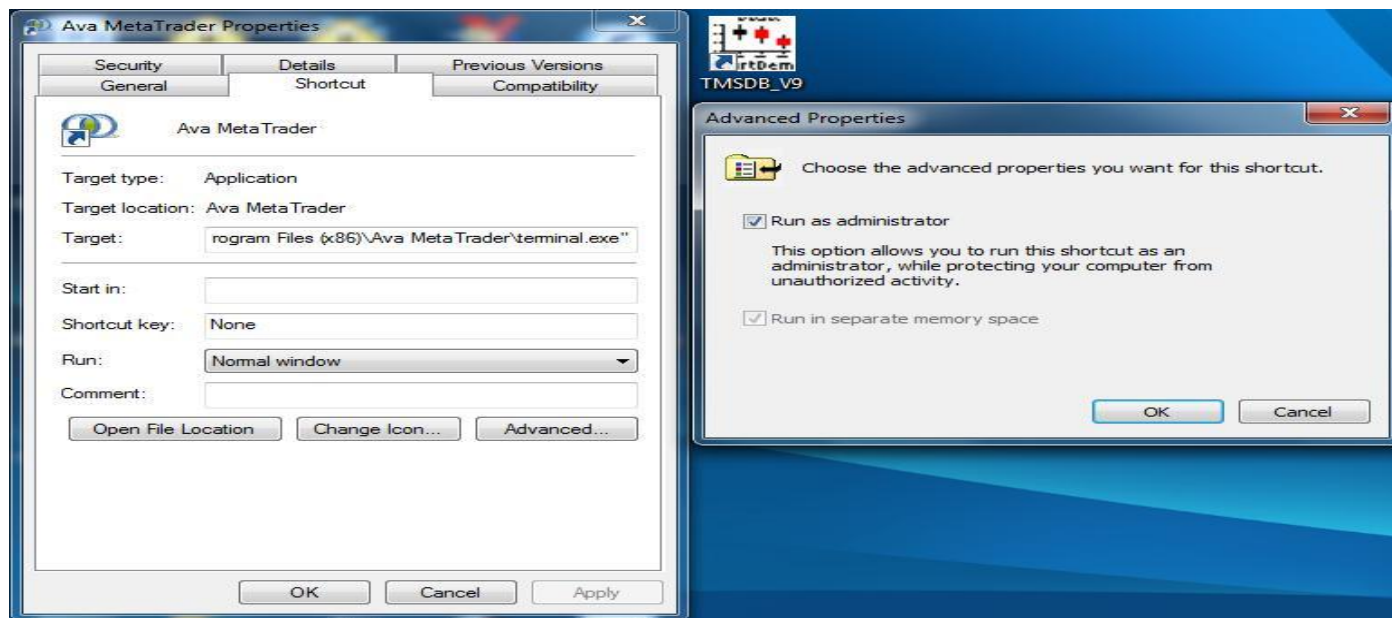 Ava MetaTrader Properties
Security
Details
Previous Versions
General
Shortcut
Compatibility
Ava MetaTrader
Target type: Application
Target location: Ava MetaTrader
Target: rogram Files (x86)\Ava MetaTrader\terminal.exe"
Start in:
Shortcut key: None
Run: Normal window
Comment:
Open File Location
Change Icon...
Advanced...
OK
Cancel
Apply
rtDem
TMSDB_V9
Advanced Properties
Choose the advanced properties you want for this shortcut.
Run as administrator
This option allows you to run this shortcut as an
administrator, while protecting your computer from
unauthorized activity.
Run in separate memory space
OK
Cancel